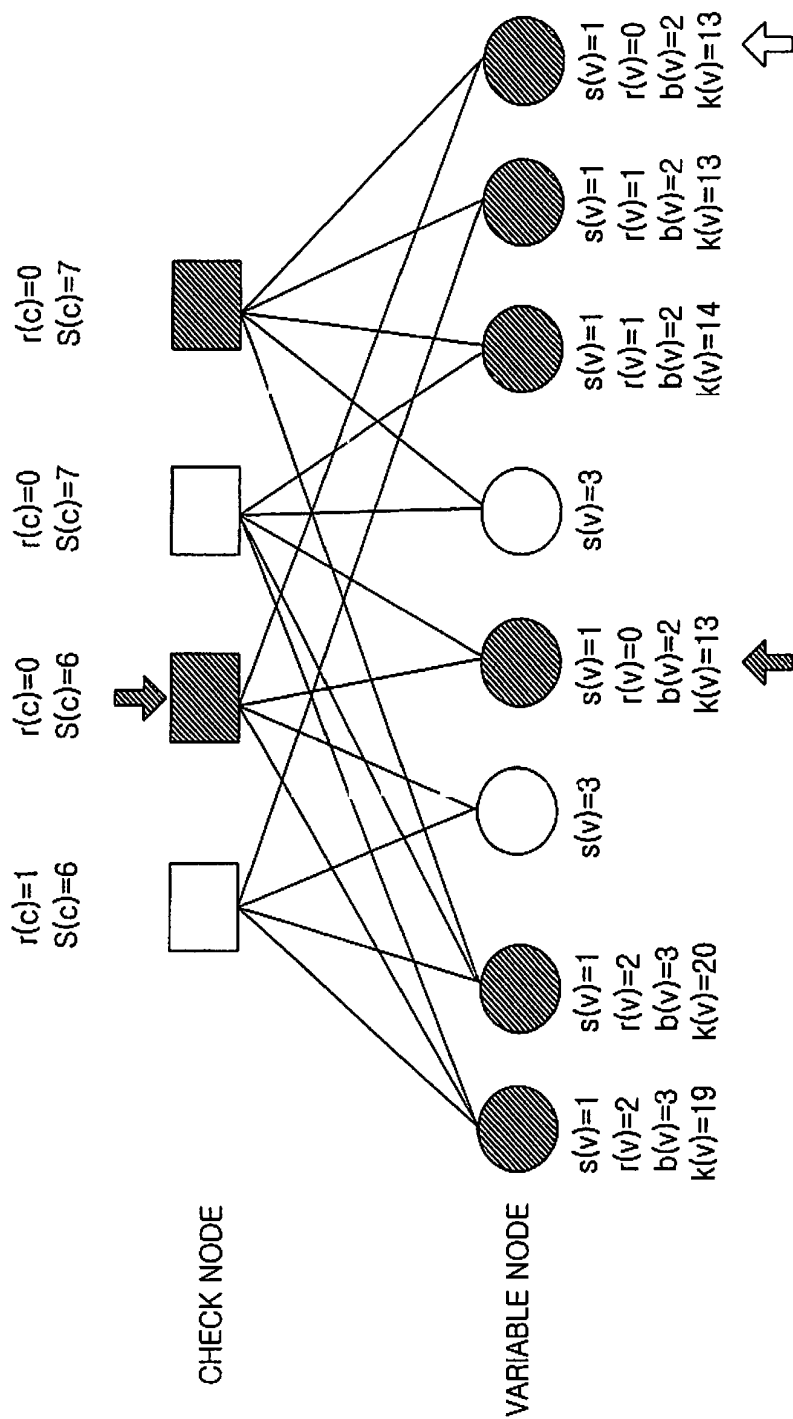 r(c)=1
S(c)=6
r(c)=0
S(c)=6
r(c)=0
S(c)=7
r(c)=0
S(c)=7
CHECK NODE
VARIABLE NODE
s(v)=1
r(v)=2
b(v)=3
k(v)=19
s(v)=1
r(v)=2
b(v)=3
k(v)=20
s(v)=3
s(v)=1
r(v)=0
b(v)=2
k(v)=13
s(v)=3
s(v)=1
r(v)=1
b(v)=2
k(v)=14
s(v)=1
r(v)=1
b(v)=2
k(v)=13
s(v)=1
r(v)=0
b(v)=2
k(v)=13